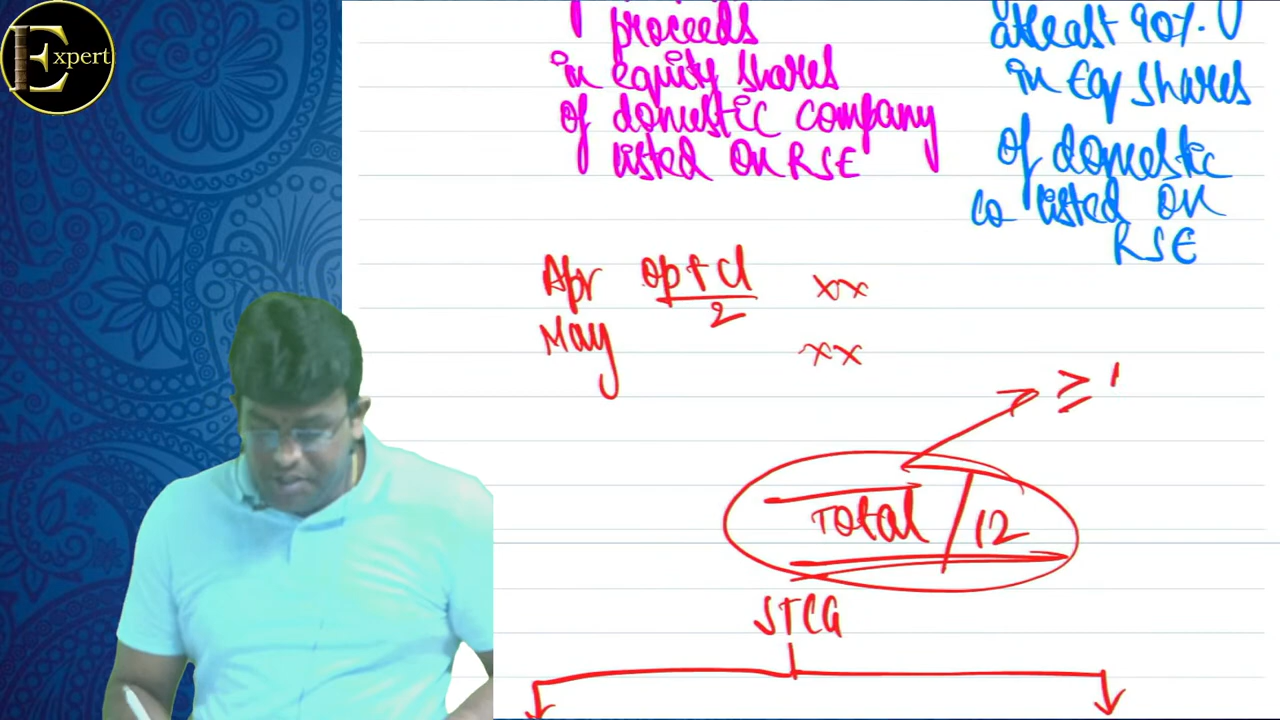 Expert
proceeds
in equity shares
of domestic company
listed on RSE
atleast 90%
in Eq shares
of domestic
co listed on
RSE
Apr op + cl / 2 xx
May xx
≥
Total / 12
STCG